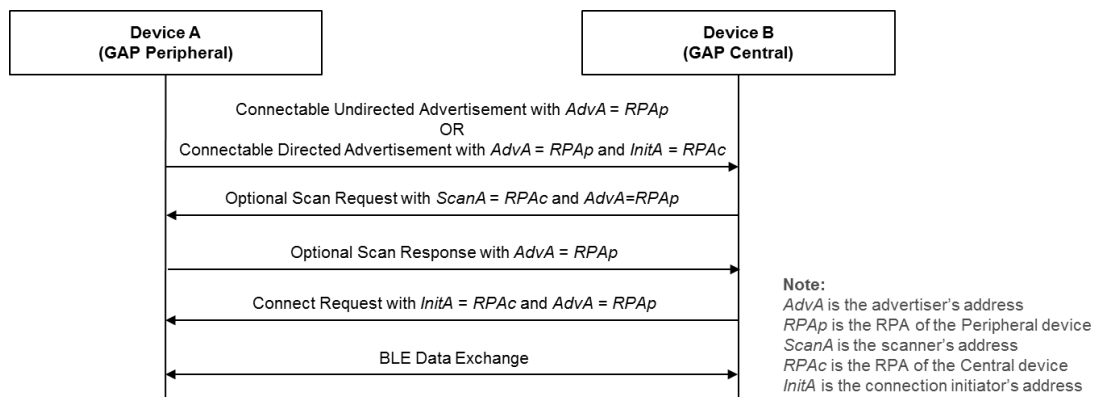 Device A
(GAP Peripheral)
Device B
(GAP Central)
Connectable Undirected Advertisement with AdvA = RPAp
OR
Connectable Directed Advertisement with AdvA = RPAp and InitA = RPAc
Optional Scan Request with ScanA = RPAc and AdvA=RPAp
Optional Scan Response with AdvA = RPAp
Connect Request with InitA = RPAc and AdvA = RPAp
BLE Data Exchange
Note:
AdvA is the advertiser's address
RPAp is the RPA of the Peripheral device
ScanA is the scanner's address
RPAc is the RPA of the Central device
InitA is the connection initiator's address